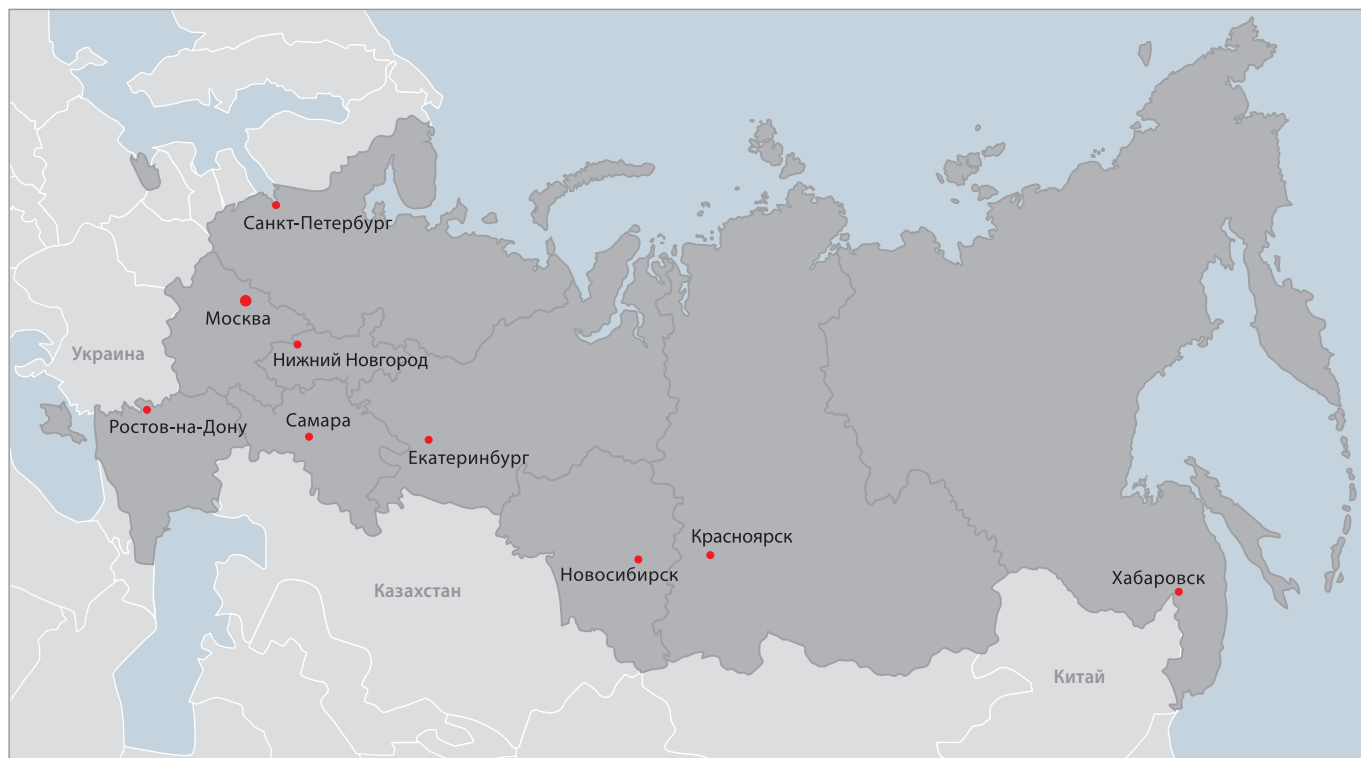 Санкт-Петербург
Москва
Нижний Новгород
Украина
Ростов-на-Дону
Самара
Екатеринбург
Красноярск
Новосибирск
Хабаровск
Казахстан
Китай